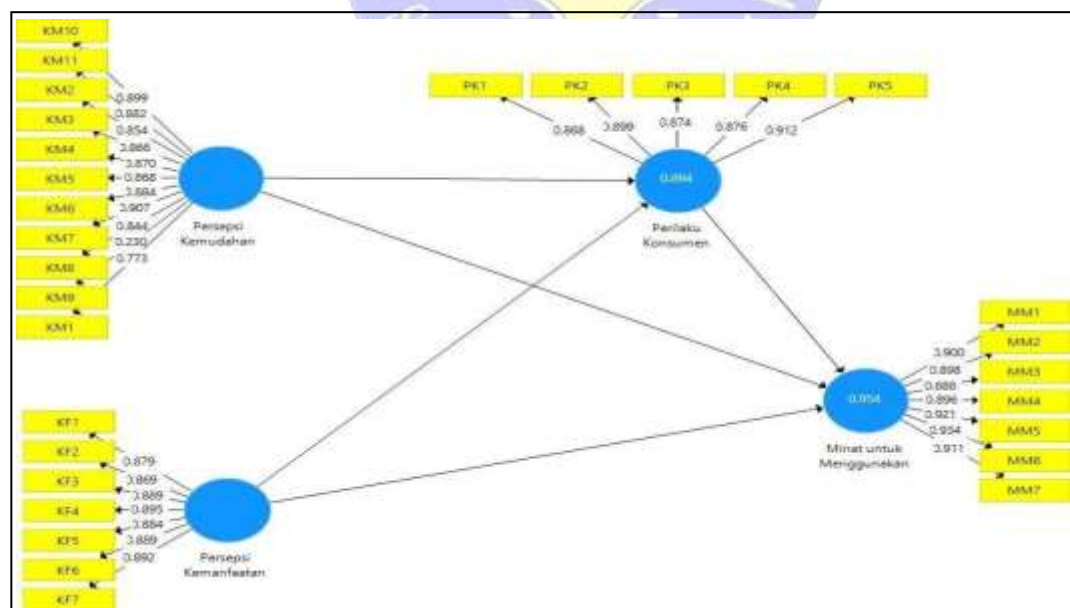 KM10
KM11
KM2
KM3
KM4
KM5
KM6
KM7
KM8
KM9
KM1
0.899
0.882
0.854
0.866
0.870
0.868
0.884
0.907
0.844
0.230
0.773
Persepsi
Kemudahan
PK1
PK2
PK3
PK4
PK5
0.868
0.899
0.874
0.876
0.912
0.894
Perilaku
Konsumen
MM1
MM2
MM3
MM4
MM5
MM6
MM7
0.900
0.898
0.888
0.896
0.921
0.934
0.911
0.954
Minat untuk
Menggunakan
KF1
KF2
KF3
KF4
KF5
KF6
KF7
0.879
0.869
0.889
0.895
0.884
0.889
0.892
Persepsi
Kemanfaatan